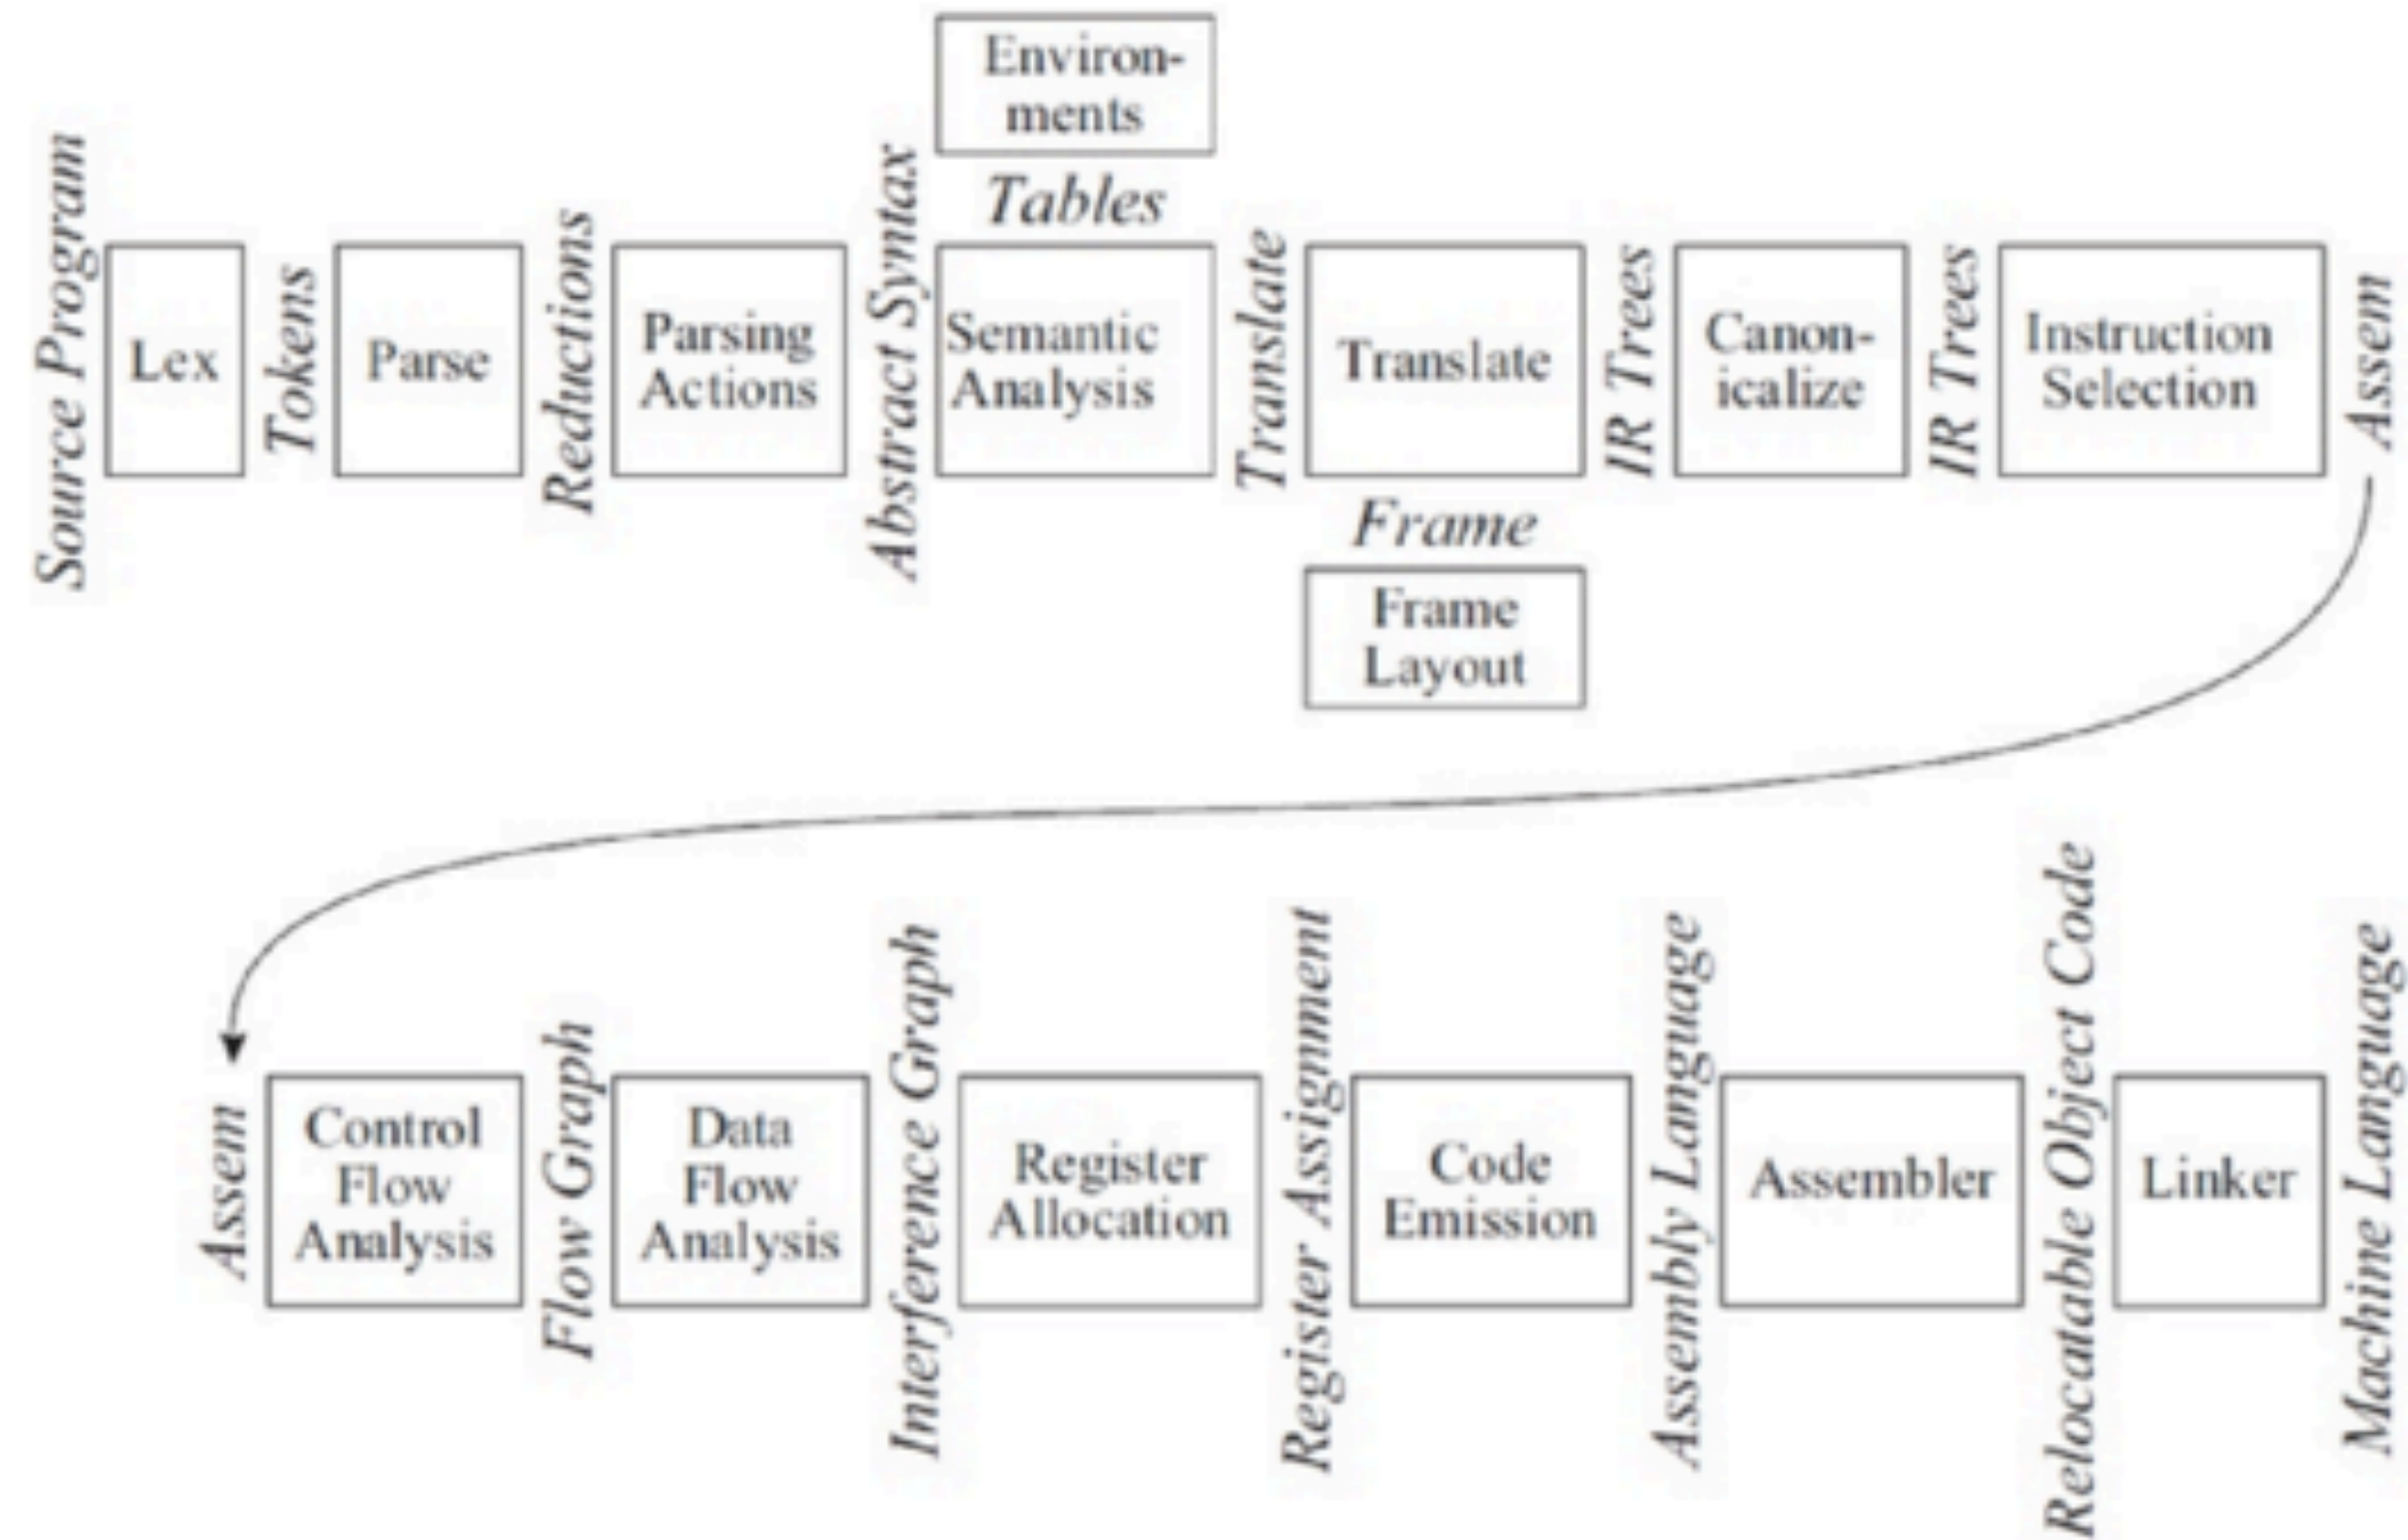 Environ-
ments
Tables
Source Program
Lex
Tokens
Parse
Reductions
Parsing
Actions
Abstract Syntax
Semantic
Analysis
Translate
Translate
IR Trees
Canon-
icalize
IR Trees
Instruction
Selection
Assem
Frame
Frame
Layout
Assem
Control
Flow
Analysis
Flow Graph
Data
Flow
Analysis
Interference Graph
Register
Allocation
Register Assignment
Code
Emission
Assembly Language
Assembler
Relocatable Object Code
Linker
Machine Language